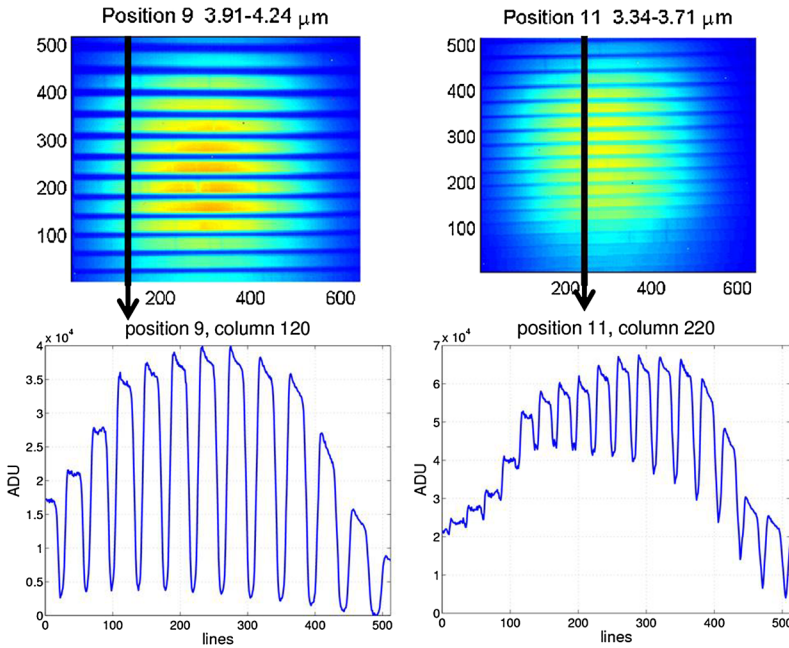 Position 9 3.91-4.24 μm
Position 11 3.34-3.71 μm
500
400
300
200
100
200 400 600
500
400
300
200
100
200 400 600
position 9, column 120
x 10^4
4
3.5
3
2.5
2
1.5
1
0.5
0
0 100 200 300 400 500
ADU
lines
position 11, column 220
x 10^4
7
6
5
4
3
2
1
0
0 100 200 300 400 500
ADU
lines